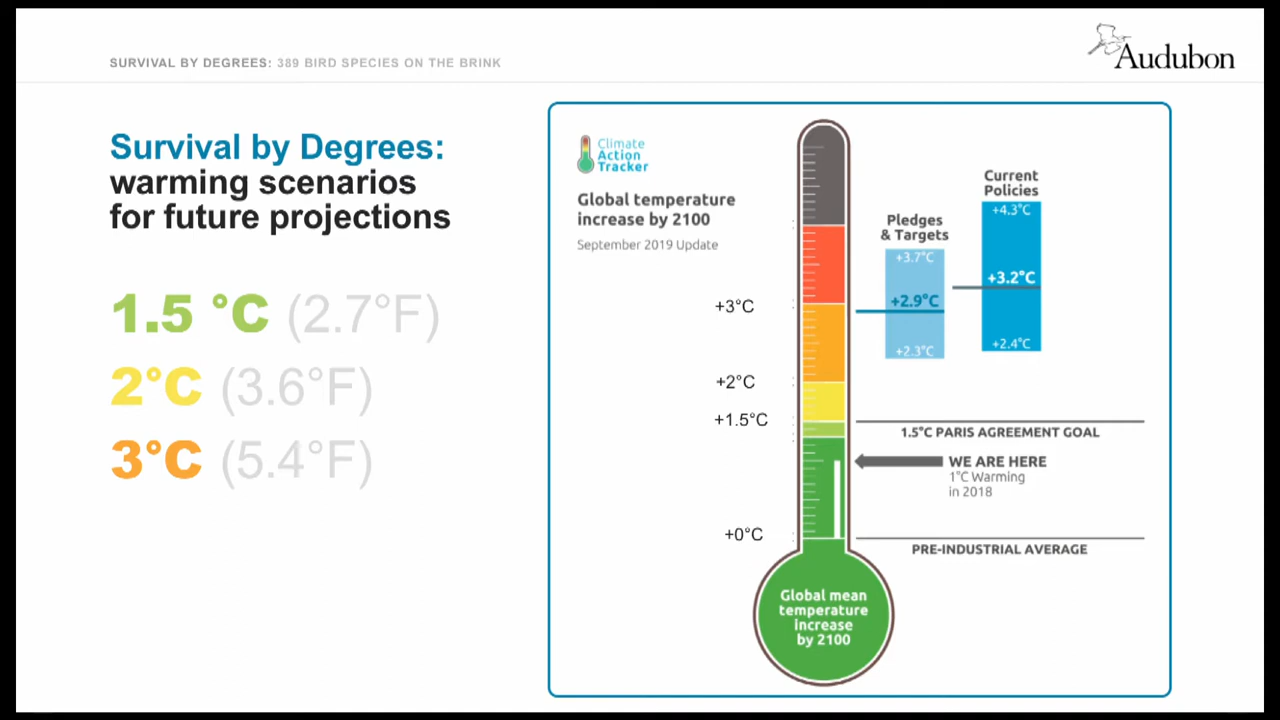 SURVIVAL BY DEGREES: 389 BIRD SPECIES ON THE BRINK
Audubon
Survival by Degrees:
warming scenarios
for future projections
1.5 °C (2.7°F)
2°C (3.6°F)
3°C (5.4°F)
Climate
Action
Tracker
Global temperature
increase by 2100
September 2019 Update
+3°C
+2°C
+1.5°C
+0°C
Pledges
& Targets
+3.7°C
+2.9°C
+2.3°C
Current
Policies
+4.3°C
+3.2°C
+2.4°C
1.5°C PARIS AGREEMENT GOAL
WE ARE HERE
1°C Warming
in 2018
PRE-INDUSTRIAL AVERAGE
Global mean
temperature
increase
by 2100